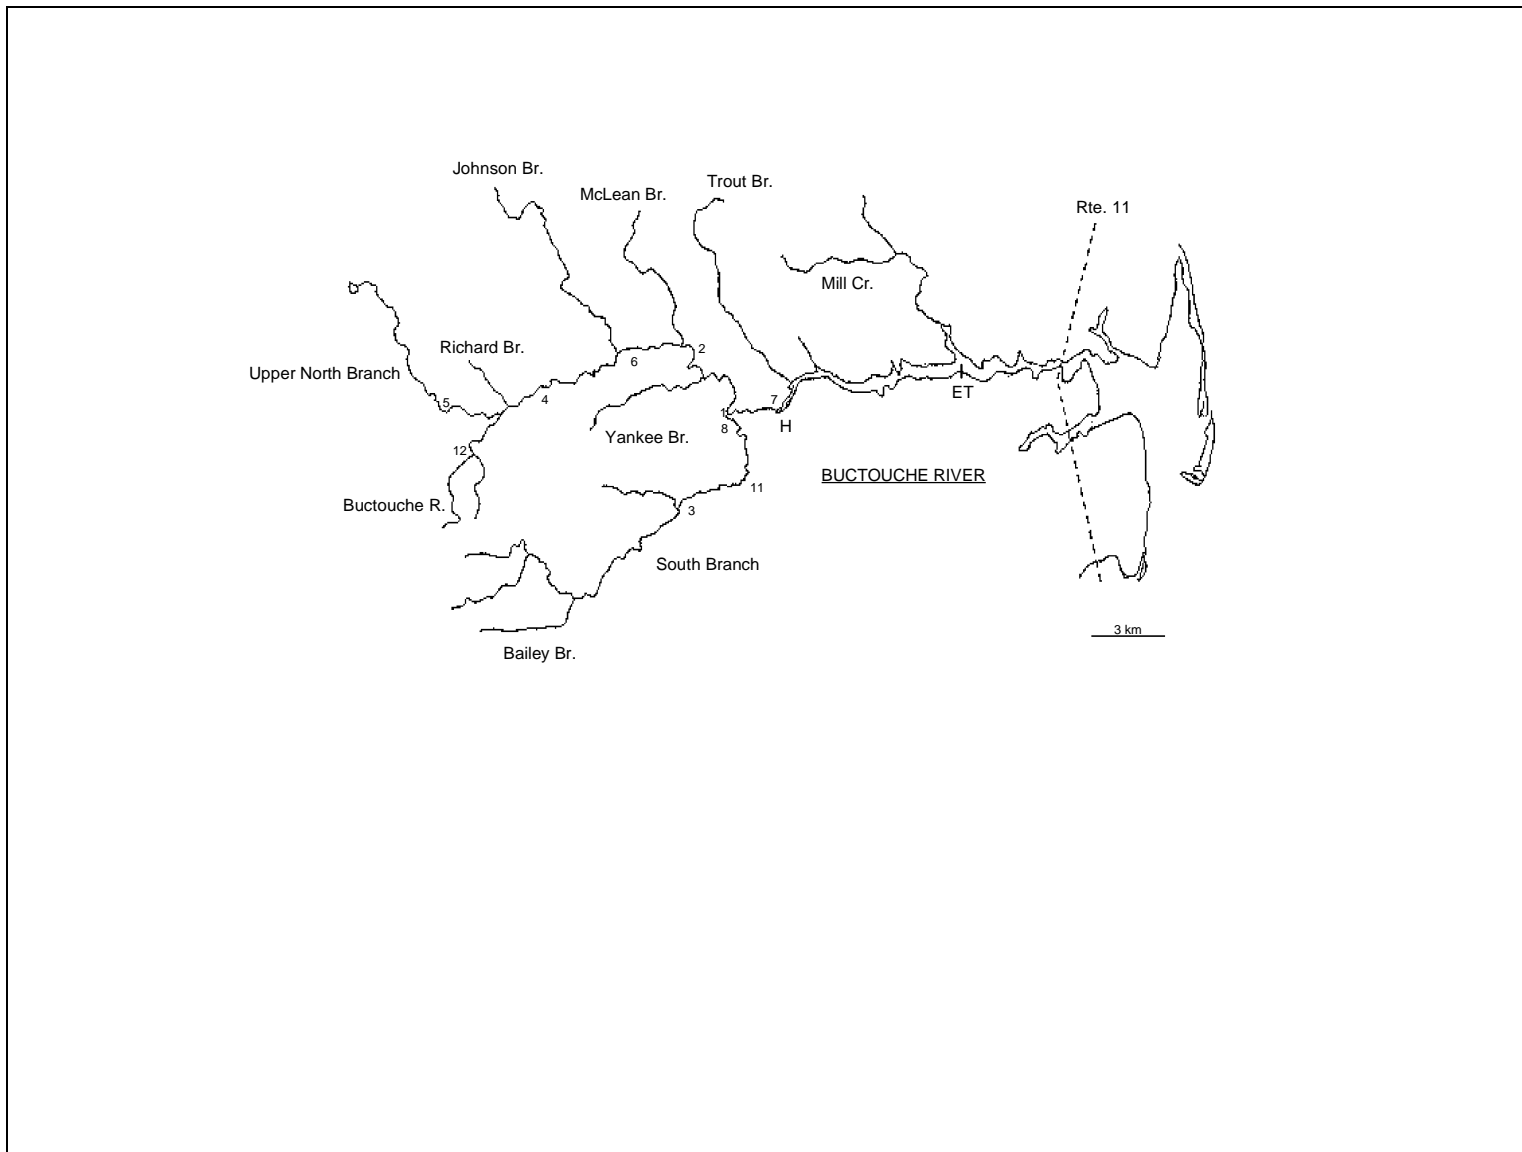 Johnson Br.
McLean Br.
Trout Br.
Rte. 11
Mill Cr.
Richard Br.
2
6
Upper North Branch
5
4
7
1
H
ET
8
Yankee Br.
12
BUCTOUCHE RIVER
11
Buctouche R.
3
South Branch
3 km
Bailey Br.